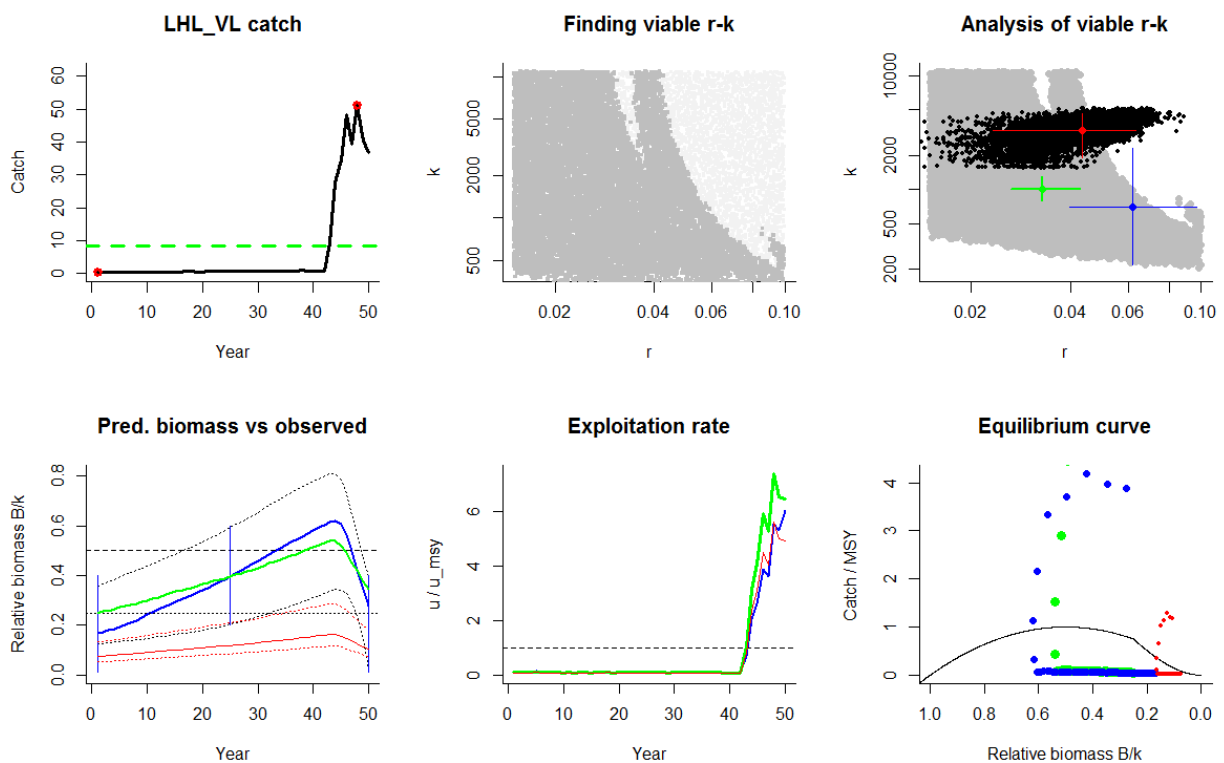 LHL_VL catch
Catch
60
50
40
30
20
10
0
0 10 20 30 40 50
Year
Finding viable r-k
k
5000
2000
1000
500
0.02 0.04 0.06 0.10
r
Analysis of viable r-k
k
10000
2000
500
200
0.02 0.04 0.06 0.10
r
Pred. biomass vs observed
Relative biomass B/k
0.8
0.6
0.4
0.2
0.0
0 10 20 30 40 50
Year
Exploitation rate
u / u_msy
6
4
2
0
0 10 20 30 40 50
Year
Equilibrium curve
Catch / MSY
4
3
2
1
0
1.0 0.8 0.6 0.4 0.2 0.0
Relative biomass B/k